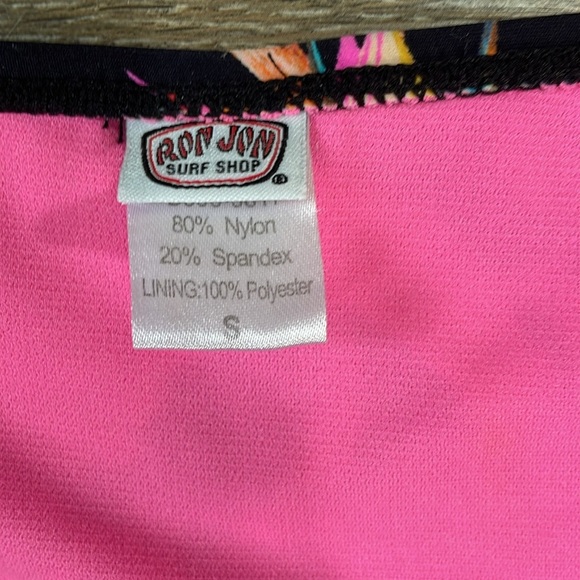 RON JON
SURF SHOP
80% Nylon
20% Spandex
LINING:100% Polyester
S